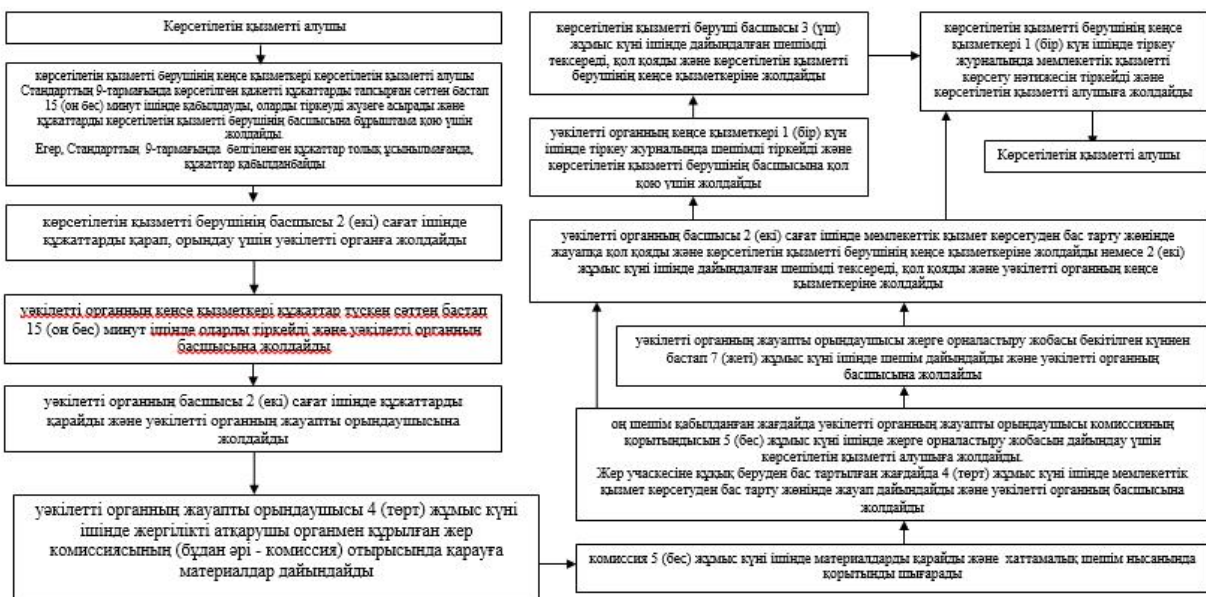 Көрсетілетін қызметті алушы
көрсетілетін қызметті берушінің кеңсе қызметкері көрсетілетін қызметті алушы
Стандарттың 9-тармағында көрсетілген қажетті құжаттарды тапсырған сәттен бастап
15 (он бес) минут ішінде қабылдауды, оларды тіркеуді жүзеге асырады және
құжаттарды көрсетілетін қызметті берушінің басшысына бұрыштама қою үшін
жолдайды.
Егер, Стандарттың 9-тармағында белгіленген құжаттар толық ұсынылмағанда,
құжаттар қабылданбайды
көрсетілетін қызметті берушінің басшысы 2 (екі) сағат ішінде
құжаттарды қарап, орындау үшін уәкілетті органға жолдайды
уәкілетті органның кеңсе қызметкері құжаттар түскен сәттен бастап
15 (он бес) минут ішінде оларды тіркейді және уәкілетті органның
басшысына жолдайды
уәкілетті органның басшысы 2 (екі) сағат ішінде құжаттарды
қарайды және уәкілетті органның жауапты орындаушысына
жолдайды
уәкілетті органның жауапты орындаушысы 4 (төрт) жұмыс күні
ішінде жергілікті атқарушы органмен құрылған жер
комиссиясының (бұдан әрі - комиссия) отырысында қарауға
материалдар дайындайды
комиссия 5 (бес) жұмыс күні ішінде материалдарды қарайды және хаттамалық шешім нысанында
қорытынды шығарады
оң шешім қабылданған жағдайда уәкілетті органның жауапты орындаушысы комиссияның
қорытындысын 5 (бес) жұмыс күні ішінде жерге орналастыру жобасын дайындау үшін
көрсетілетін қызметті алушыға жолдайды.
Жер учаскесіне құқық беруден бас тартылған жағдайда 4 (төрт) жұмыс күні ішінде мемлекеттік
қызмет көрсетуден бас тарту жөнінде жауап дайындайды және уәкілетті органның басшысына
жолдайды
уәкілетті органның жауапты орындаушысы жерге орналастыру жобасы бекітілген күннен
бастап 7 (жеті) жұмыс күні ішінде шешім дайындайды және уәкілетті органның
басшысына жолдайды
уәкілетті органның басшысы 2 (екі) сағат ішінде мемлекеттік қызмет көрсетуден бас тарту жөнінде
жауапқа қол қояды және көрсетілетін қызметті берушінің кеңсе қызметкеріне жолдайды немесе 2 (екі)
жұмыс күні ішінде дайындалған шешімді тексереді, қол қояды және уәкілетті органның кеңсе
қызметкеріне жолдайды
уәкілетті органның кеңсе қызметкері 1 (бір) күн
ішінде тіркеу журналында шешімді тіркейді және
көрсетілетін қызметті берушінің басшысына қол
қою үшін жолдайды
көрсетілетін қызметті беруші басшысы 3 (үш)
жұмыс күні ішінде дайындалған шешімді
тексереді, қол қояды және көрсетілетін қызметті
берушінің кеңсе қызметкеріне жолдайды
көрсетілетін қызметті берушінің кеңсе
қызметкері 1 (бір) күн ішінде тіркеу
журналында мемлекеттік қызметті
көрсету нәтижесін тіркейді және
көрсетілетін қызметті алушыға жолдайды
Көрсетілетін қызметті алушы